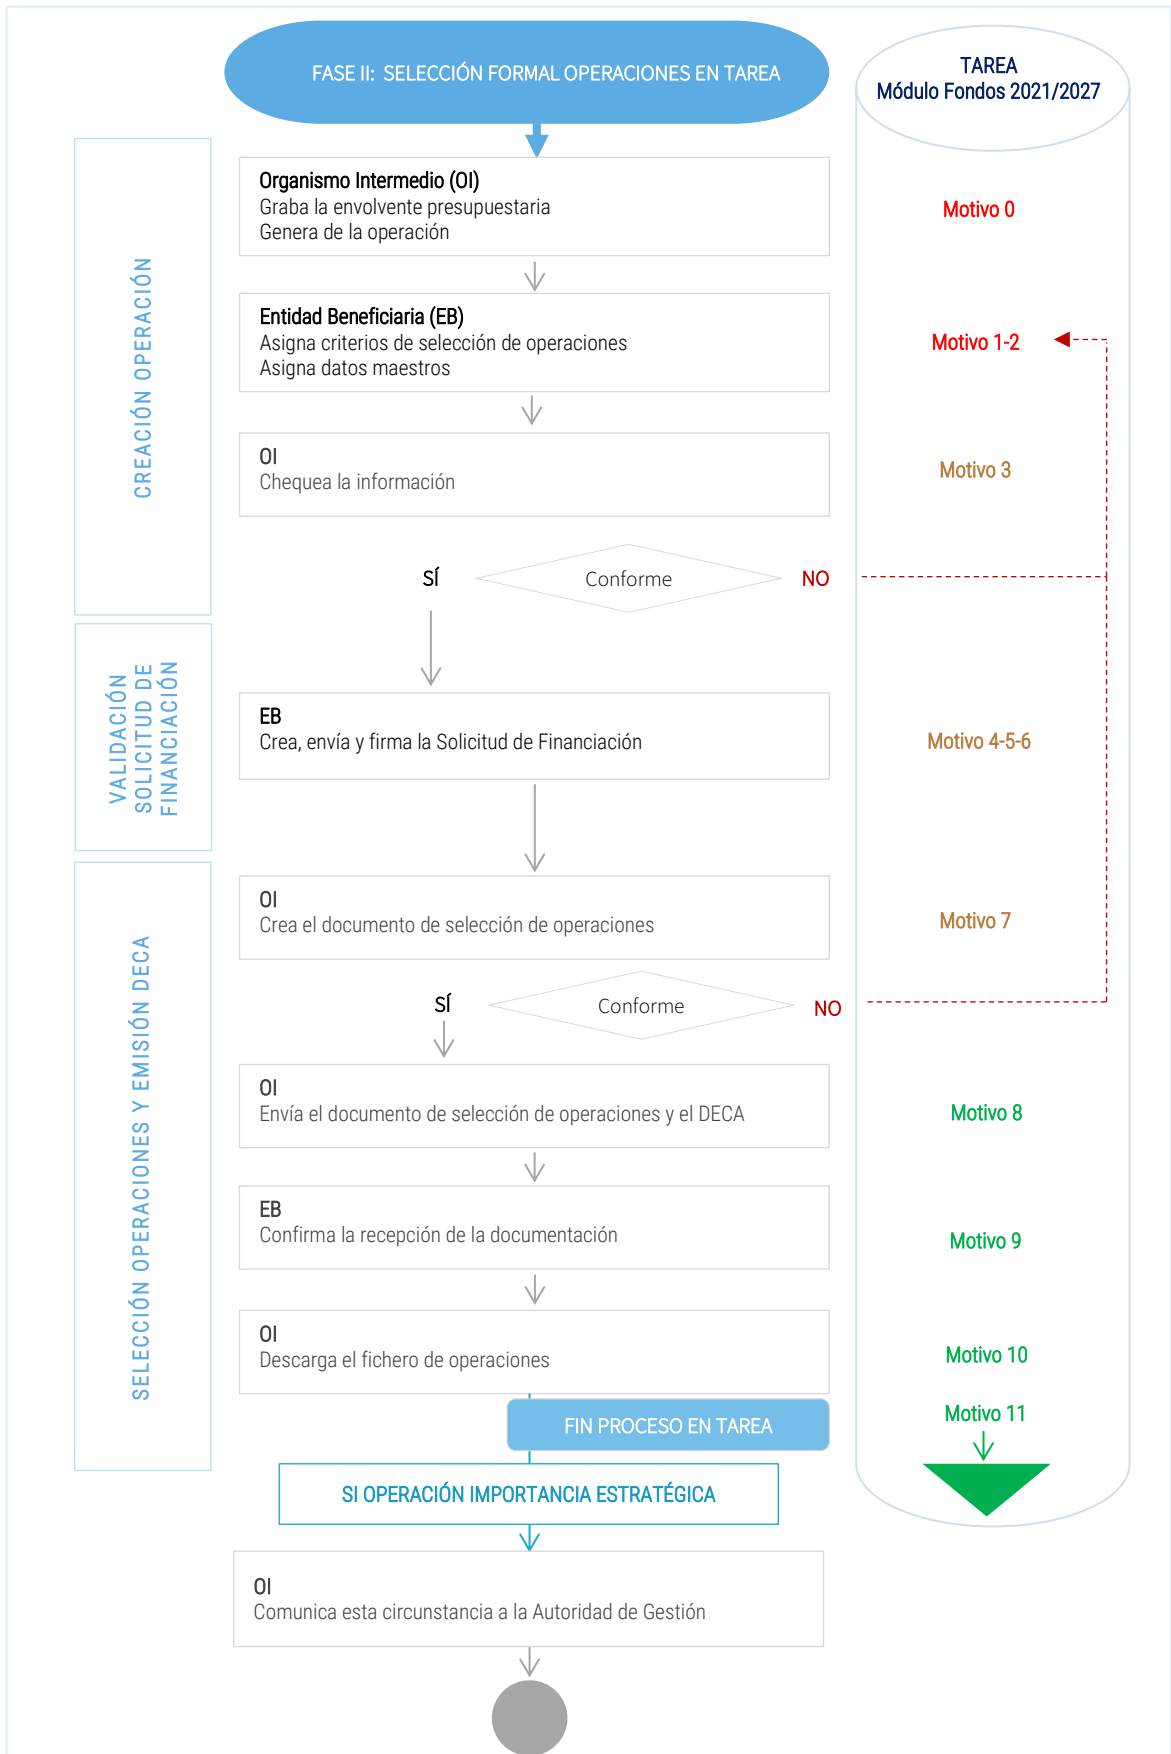 FASE II: SELECCIÓN FORMAL OPERACIONES EN TAREA
TAREA
Módulo Fondos 2021/2027
CREACIÓN OPERACIÓN
Organismo Intermedio (OI)
Graba la envolvente presupuestaria
Genera de la operación
Motivo 0
Entidad Beneficiaria (EB)
Asigna criterios de selección de operaciones
Asigna datos maestros
Motivo 1-2
OI
Chequea la información
Motivo 3
SÍ
Conforme
NO
VALIDACIÓN
SOLICITUD DE
FINANCIACIÓN
EB
Crea, envía y firma la Solicitud de Financiación
Motivo 4-5-6
SELECCIÓN OPERACIONES Y EMISIÓN DECA
OI
Crea el documento de selección de operaciones
Motivo 7
SÍ
Conforme
NO
OI
Envía el documento de selección de operaciones y el DECA
Motivo 8
EB
Confirma la recepción de la documentación
Motivo 9
OI
Descarga el fichero de operaciones
Motivo 10
Motivo 11
FIN PROCESO EN TAREA
SI OPERACIÓN IMPORTANCIA ESTRATÉGICA
OI
Comunica esta circunstancia a la Autoridad de Gestión